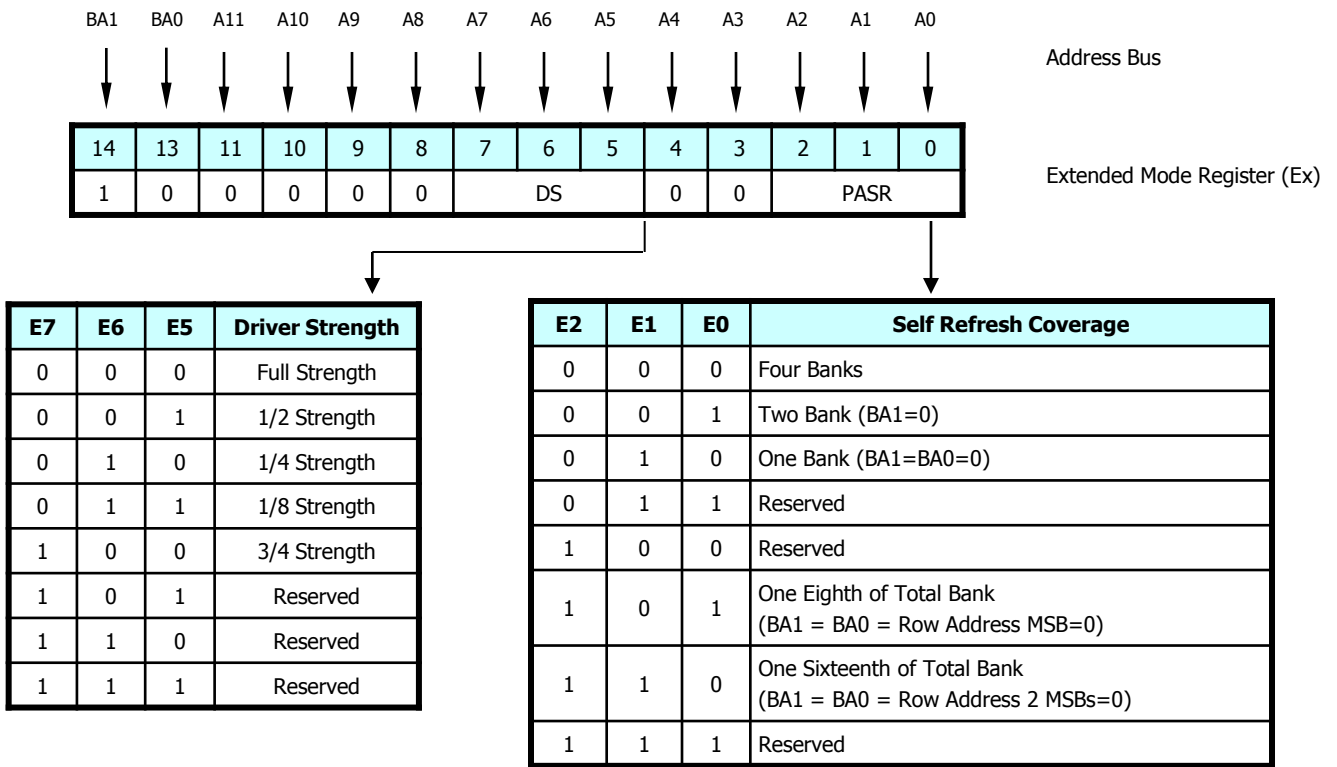 BA1 BA0 A11 A10 A9 A8 A7 A6 A5 A4 A3 A2 A1 A0
Address Bus
14 13 11 10 9 8 7 6 5 4 3 2 1 0
Extended Mode Register (Ex)
1 0 0 0 0 0 DS 0 0 PASR
E7 E6 E5 Driver Strength
0 0 0 Full Strength
0 0 1 1/2 Strength
0 1 0 1/4 Strength
0 1 1 1/8 Strength
1 0 0 3/4 Strength
1 0 1 Reserved
1 1 0 Reserved
1 1 1 Reserved
E2 E1 E0 Self Refresh Coverage
0 0 0 Four Banks
0 0 1 Two Bank (BA1=0)
0 1 0 One Bank (BA1=BA0=0)
0 1 1 Reserved
1 0 0 Reserved
1 0 1 One Eighth of Total Bank
(BA1 = BA0 = Row Address MSB=0)
1 1 0 One Sixteenth of Total Bank
(BA1 = BA0 = Row Address 2 MSBs=0)
1 1 1 Reserved